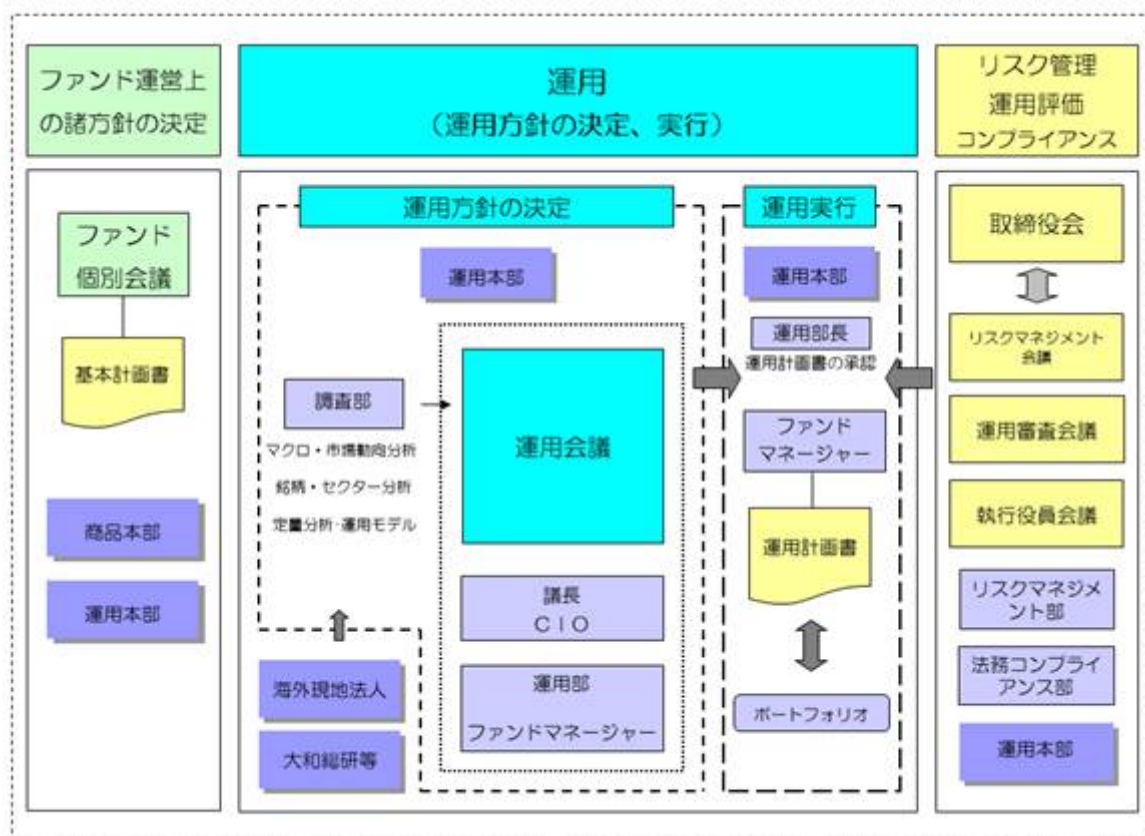 ファンド運営上
の諸方針の決定
運用
（運用方針の決定、実行）
リスク管理
運用評価
コンプライアンス
ファンド
個別会議
基本計画書
商品本部
運用本部
運用方針の決定
運用本部
調査部
マクロ・市場動向分析
銘柄・セクター分析
定量分析・運用モデル
運用会議
議長
ＣＩＯ
運用部
ファンドマネージャー
海外現地法人
大和総研等
運用実行
運用本部
運用部長
運用計画書の承認
ファンド
マネージャー
運用計画書
ポートフォリオ
取締役会
リスクマネジメント
会議
運用審査会議
執行役員会議
リスクマネジメ
ント部
法務コンプライ
アンス部
運用本部